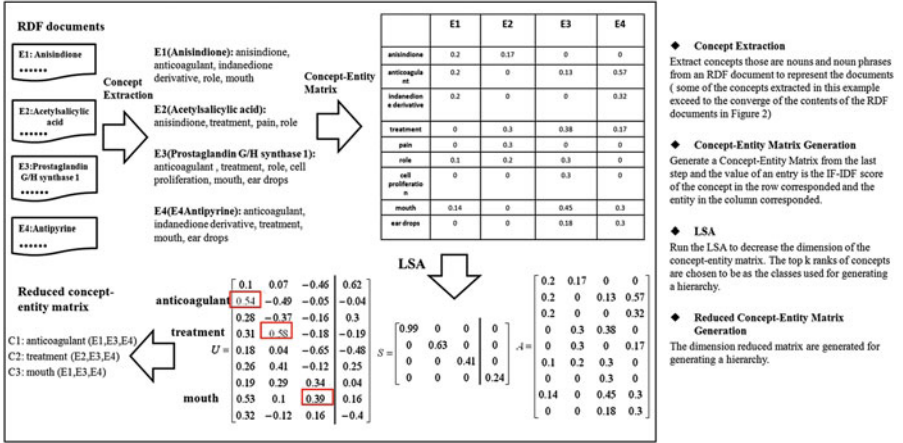 RDF documents
E1: Anisindione
••••••
E2:Acetylsalicylic
acid
••••••
E3:Prostaglandin
G/H synthase 1
••••••
E4:Antipyrine
••••••
Concept
Extraction
E1(Anisindione): anisindione,
anticoagulant, indanedione
derivative, role, mouth
E2(Acetylsalicylic acid):
anisindione, treatment, pain, role
E3(Prostaglandin G/H synthase 1):
anticoagulant , treatment, role, cell
proliferation, mouth, ear drops
E4(E4Antipyrine): anticoagulant,
indanedione derivative, treatment,
mouth, ear drops
Concept-Entity
Matrix
E1 E2 E3 E4
anisindione 0.2 0.17 0 0
anticoagula
nt 0.2 0 0.13 0.57
indanedion
e derivative 0.2 0 0 0.32
treatment 0 0.3 0.38 0.17
pain 0 0.3 0 0
role 0.1 0.2 0.3 0
cell
proliferatio
n 0 0 0.3 0
mouth 0.14 0 0.45 0.3
ear drops 0 0 0.18 0.3
LSA
Reduced concept-
entity matrix
C1: anticoagulant (E1,E3,E4)
C2: treatment (E2,E3,E4)
C3: mouth (E1,E3,E4)
anticoagulant
treatment
mouth
U =
0.1 0.07 −0.46 0.62
0.54 −0.49 −0.05 −0.04
0.28 −0.37 −0.16 0.3
0.31 0.58 −0.18 −0.19
0.18 0.04 −0.65 −0.48
0.26 0.41 −0.12 0.25
0.19 0.29 0.34 0.04
0.53 0.1 0.39 0.16
0.32 −0.12 0.16 −0.4
S =
0.99 0 0 0
0 0.63 0 0
0 0 0.41 0
0 0 0 0.24
A =
0.2 0.17 0 0
0.2 0 0.13 0.57
0.2 0 0 0.32
0 0.3 0.38 0
0 0.3 0 0.17
0.1 0.2 0.3 0
0 0 0.3 0
0.14 0 0.45 0.3
0 0 0.18 0.3
◆ Concept Extraction
Extract concepts those are nouns and noun phrases
from an RDF document to represent the documents
( some of the concepts extracted in this example
exceed to the converge of the contents of the RDF
documents in Figure 2)
◆ Concept-Entity Matrix Generation
Generate a Concept-Entity Matrix from the last
step and the value of an entry is the IF-IDF score
of the concept in the row corresponded and the
entity in the column corresponded.
◆ LSA
Run the LSA to decrease the dimension of the
concept-entity matrix. The top k ranks of concepts
are chosen to be as the classes used for generating
a hierarchy.
◆ Reduced Concept-Entity Matrix
Generation
The dimension reduced matrix are generated for
generating a hierarchy.